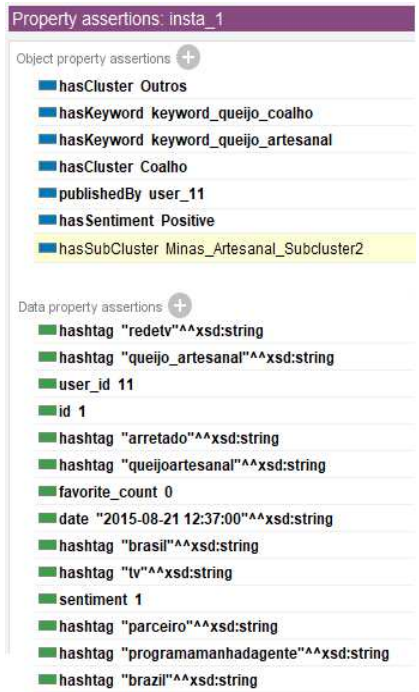 Property assertions: insta_1
Object property assertions
hasCluster Outros
hasKeyword keyword_queijo_coalho
hasKeyword keyword_queijo_artesanal
hasCluster Coalho
publishedBy user_11
hasSentiment Positive
hasSubCluster Minas_Artesanal_Subcluster2
Data property assertions
hashtag "redetv"^^xsd:string
hashtag "queijo_artesanal"^^xsd:string
user_id 11
id 1
hashtag "arretado"^^xsd:string
hashtag "queijoartesanal"^^xsd:string
favorite_count 0
date "2015-08-21 12:37:00"^^xsd:string
hashtag "brasil"^^xsd:string
hashtag "tv"^^xsd:string
sentiment 1
hashtag "parceiro"^^xsd:string
hashtag "programamanhadagente"^^xsd:string
hashtag "brazil"^^xsd:string